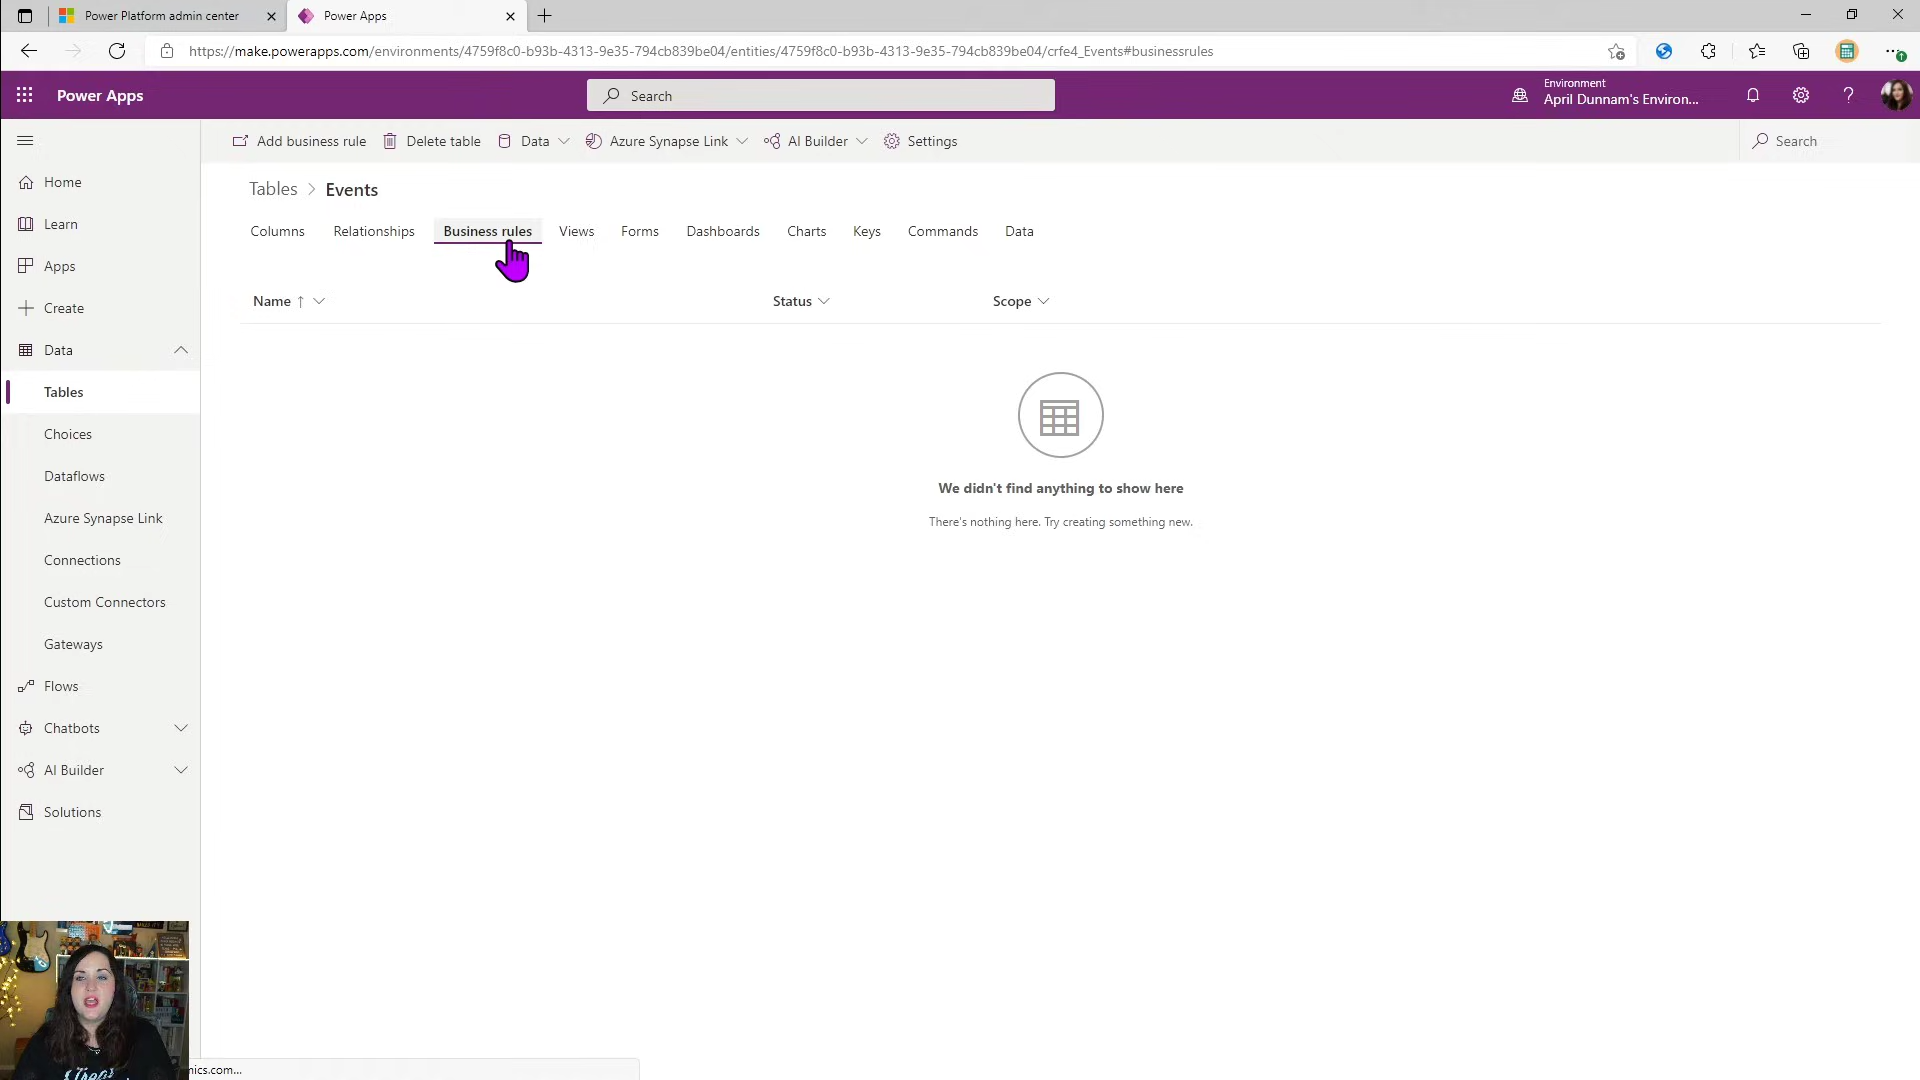 Power Platform admin center
Power Apps
https://make.powerapps.com/environments/4759f8c0-b93b-4313-9e35-794cb839be04/entities/4759f8c0-b93b-4313-9e35-794cb839be04/crfe4_Events#businessrules
Power Apps
Search
Environment
April Dunnam's Environ...
Add business rule
Delete table
Data
Azure Synapse Link
AI Builder
Settings
Search
Home
Learn
Apps
Create
Data
Tables
Choices
Dataflows
Azure Synapse Link
Connections
Custom Connectors
Gateways
Flows
Chatbots
AI Builder
Solutions
Tables > Events
Columns
Relationships
Business rules
Views
Forms
Dashboards
Charts
Keys
Commands
Data
Name ↑
Status
Scope
We didn't find anything to show here
There's nothing here. Try creating something new.
mics.com...